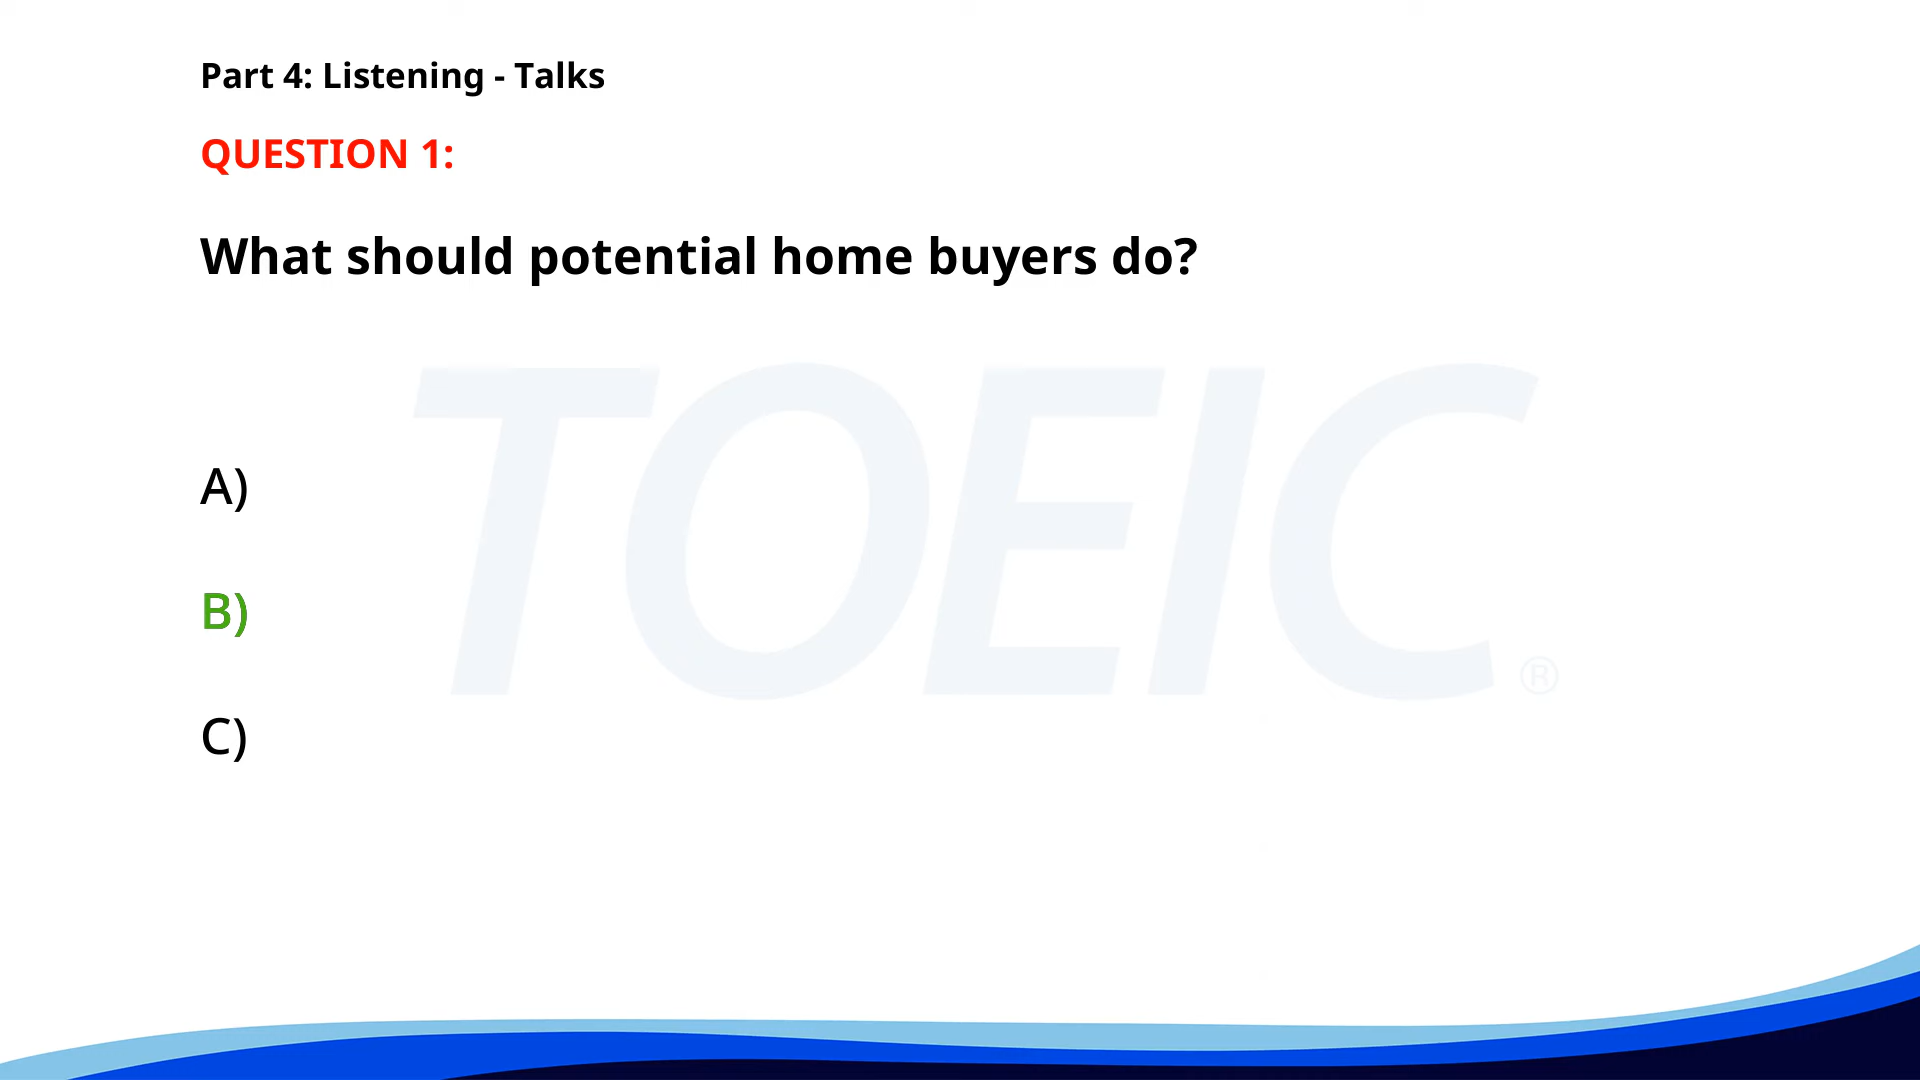 Part 4: Listening - Talks
QUESTION 1:
What should potential home buyers do?
TOEIC®
A)
B)
C)